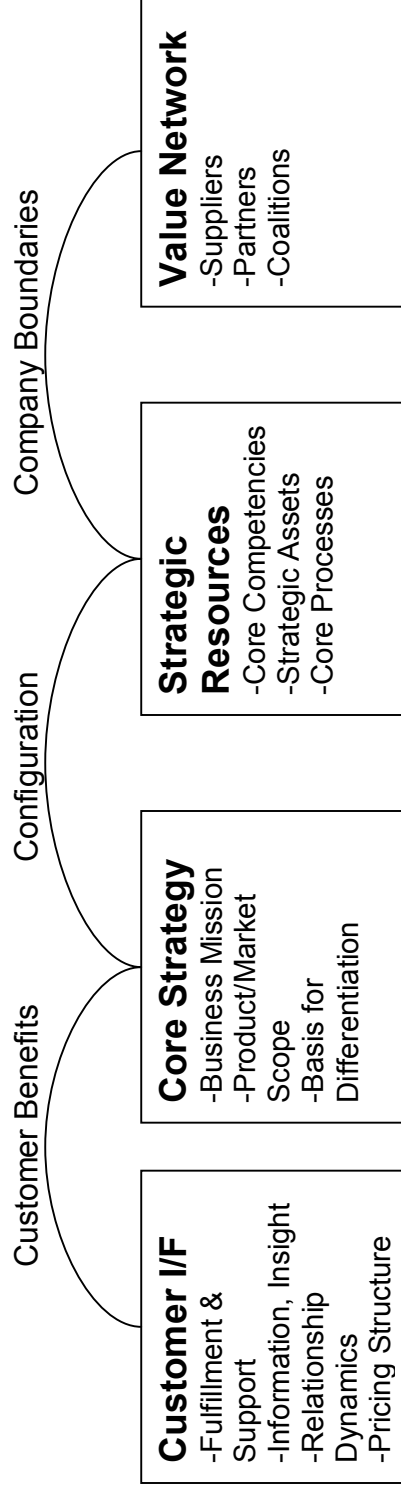 Customer Benefits
Configuration
Company Boundaries
Customer I/F
-Fulfillment &
Support
-Information, Insight
-Relationship
Dynamics
-Pricing Structure
Core Strategy
-Business Mission
-Product/Market
Scope
-Basis for
Differentiation
Strategic
Resources
-Core Competencies
-Strategic Assets
-Core Processes
Value Network
-Suppliers
-Partners
-Coalitions